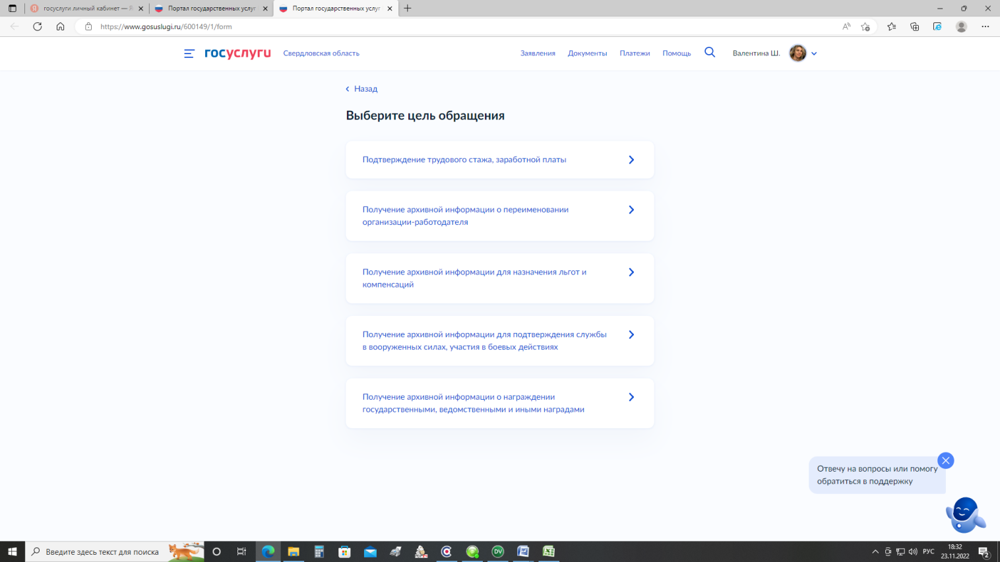 госуслуги личный кабинет — Я
Портал государственных услуг
Портал государственных услуг
https://www.gosuslugi.ru/600149/1/form
госуслуги
Свердловская область
Заявления
Документы
Платежи
Помощь
Валентина Ш.
Назад
Выберите цель обращения
Подтверждение трудового стажа, заработной платы
Получение архивной информации о переименовании
организации-работодателя
Получение архивной информации для назначения льгот и
компенсаций
Получение архивной информации для подтверждения службы
в вооруженных силах, участия в боевых действиях
Получение архивной информации о награждении
государственными, ведомственными и иными наградами
Отвечу на вопросы или помогу
обратиться в поддержку
Введите здесь текст для поиска
DV
РУС
18:32
23.11.2022
2